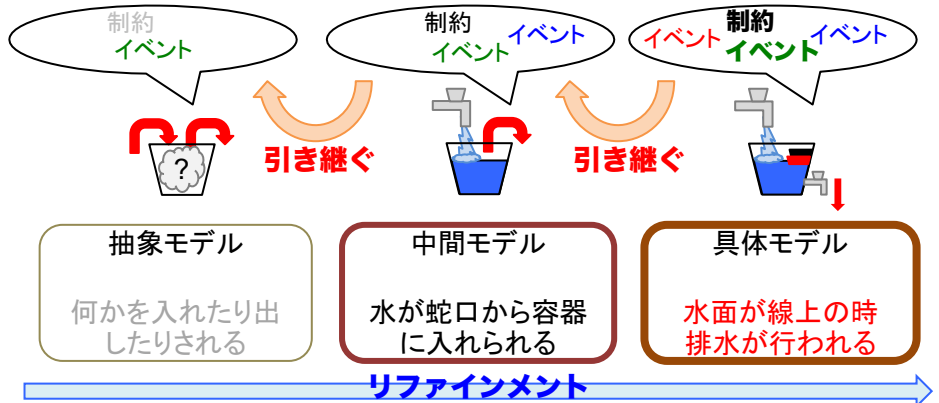 制約
イベント
制約
イベント
イベント
制約
イベント
イベント
イベント
?
引き継ぐ
引き継ぐ
抽象モデル
何かを入れたり出
したりされる
中間モデル
水が蛇口から容器
に入れられる
具体モデル
水面が線上の時
排水が行われる
リファインメント